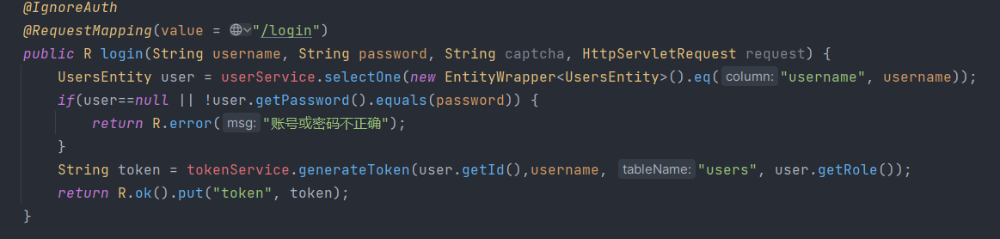 @IgnoreAuth
@RequestMapping(value = "/login")
public R login(String username, String password, String captcha, HttpServletRequest request) {
UsersEntity user = userService.selectOne(new EntityWrapper<UsersEntity>().eq( column: "username", username));
if(user==null || !user.getPassword().equals(password)) {
return R.error( msg: "账号或密码不正确");
}
String token = tokenService.generateToken(user.getId(),username, tableName: "users", user.getRole());
return R.ok().put("token", token);
}